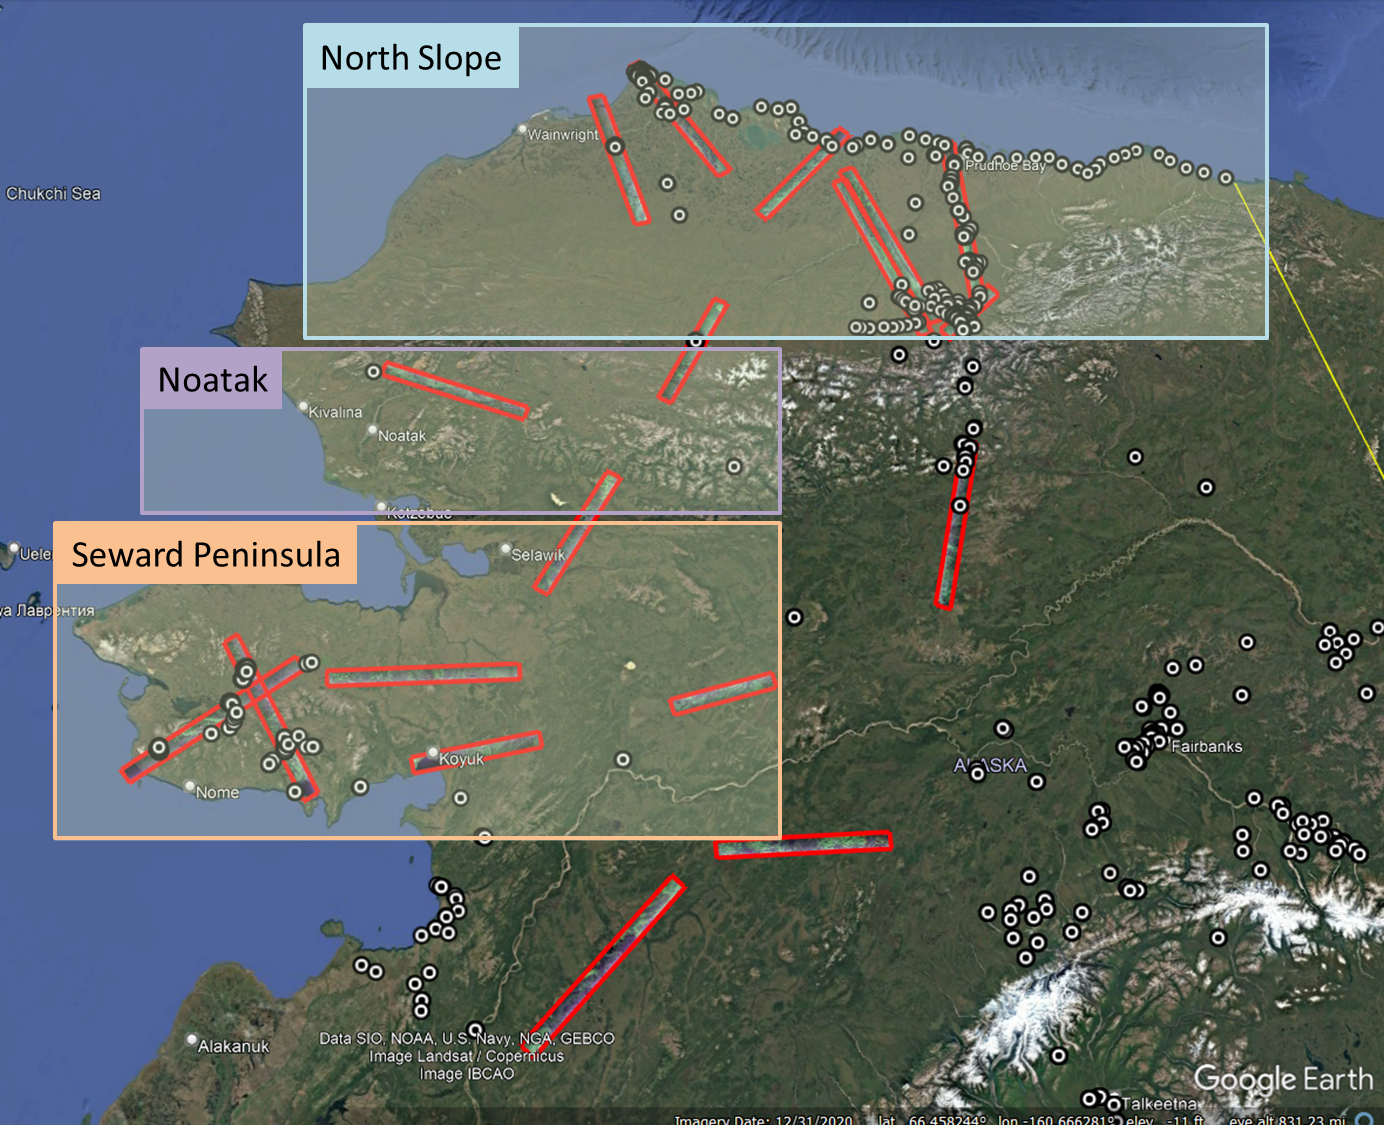 North Slope
Wainwright
Prudhoe Bay
Chukchi Sea
Noatak
Kivalina
Noatak
Kotzebue
Seward Peninsula
Selawik
Лаврентия
Koyuk
Nome
Fairbanks
ALASKA
Alakanuk
Data SIO, NOAA, U.S. Navy, NGA, GEBCO
Image Landsat / Copernicus
Image IBCAO
Google Earth
Talkeetna
Imagery Date: 12/31/2020 lat 66.458244° lon -160.666281° elev -11 ft eye alt 831.23 mi